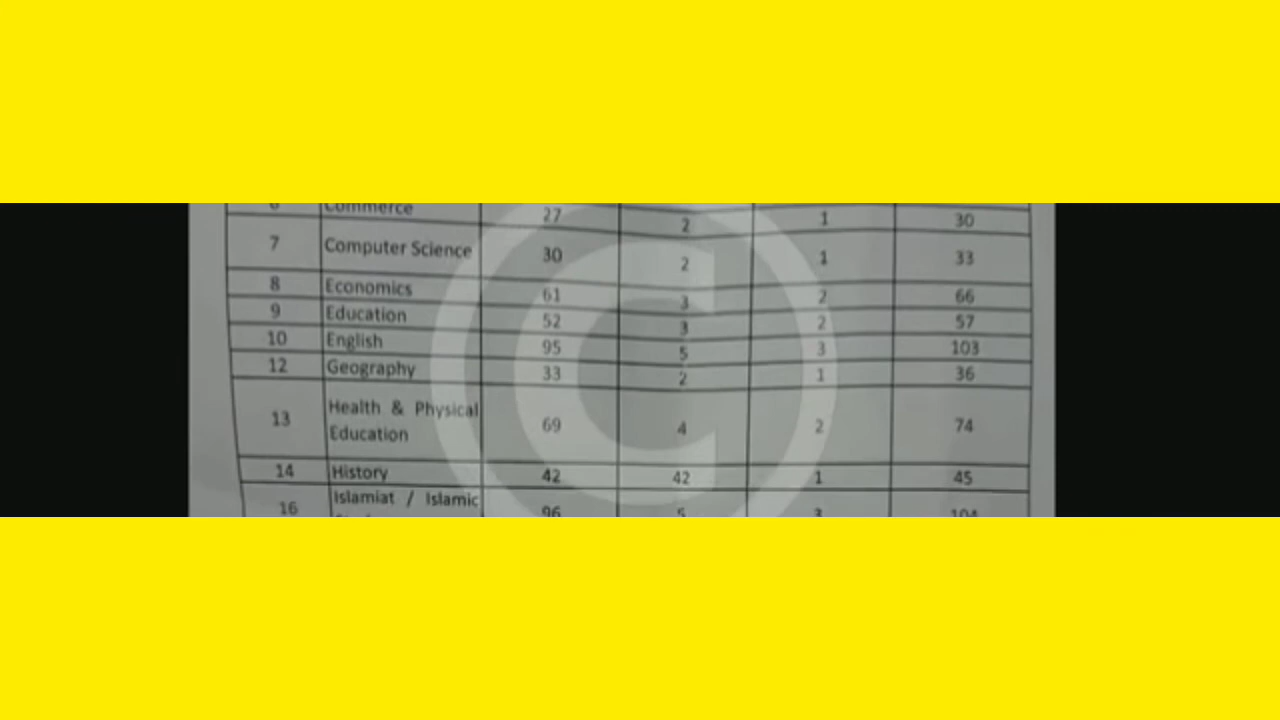 6 Commerce 27 2 1 30
7 Computer Science 30 2 1 33
8 Economics 61 3 2 66
9 Education 52 3 2 57
10 English 95 5 3 103
12 Geography 33 2 1 36
13 Health & Physical Education 69 4 2 74
14 History 42 42 1 45
16 Islamiat / Islamic 96 5 3 104